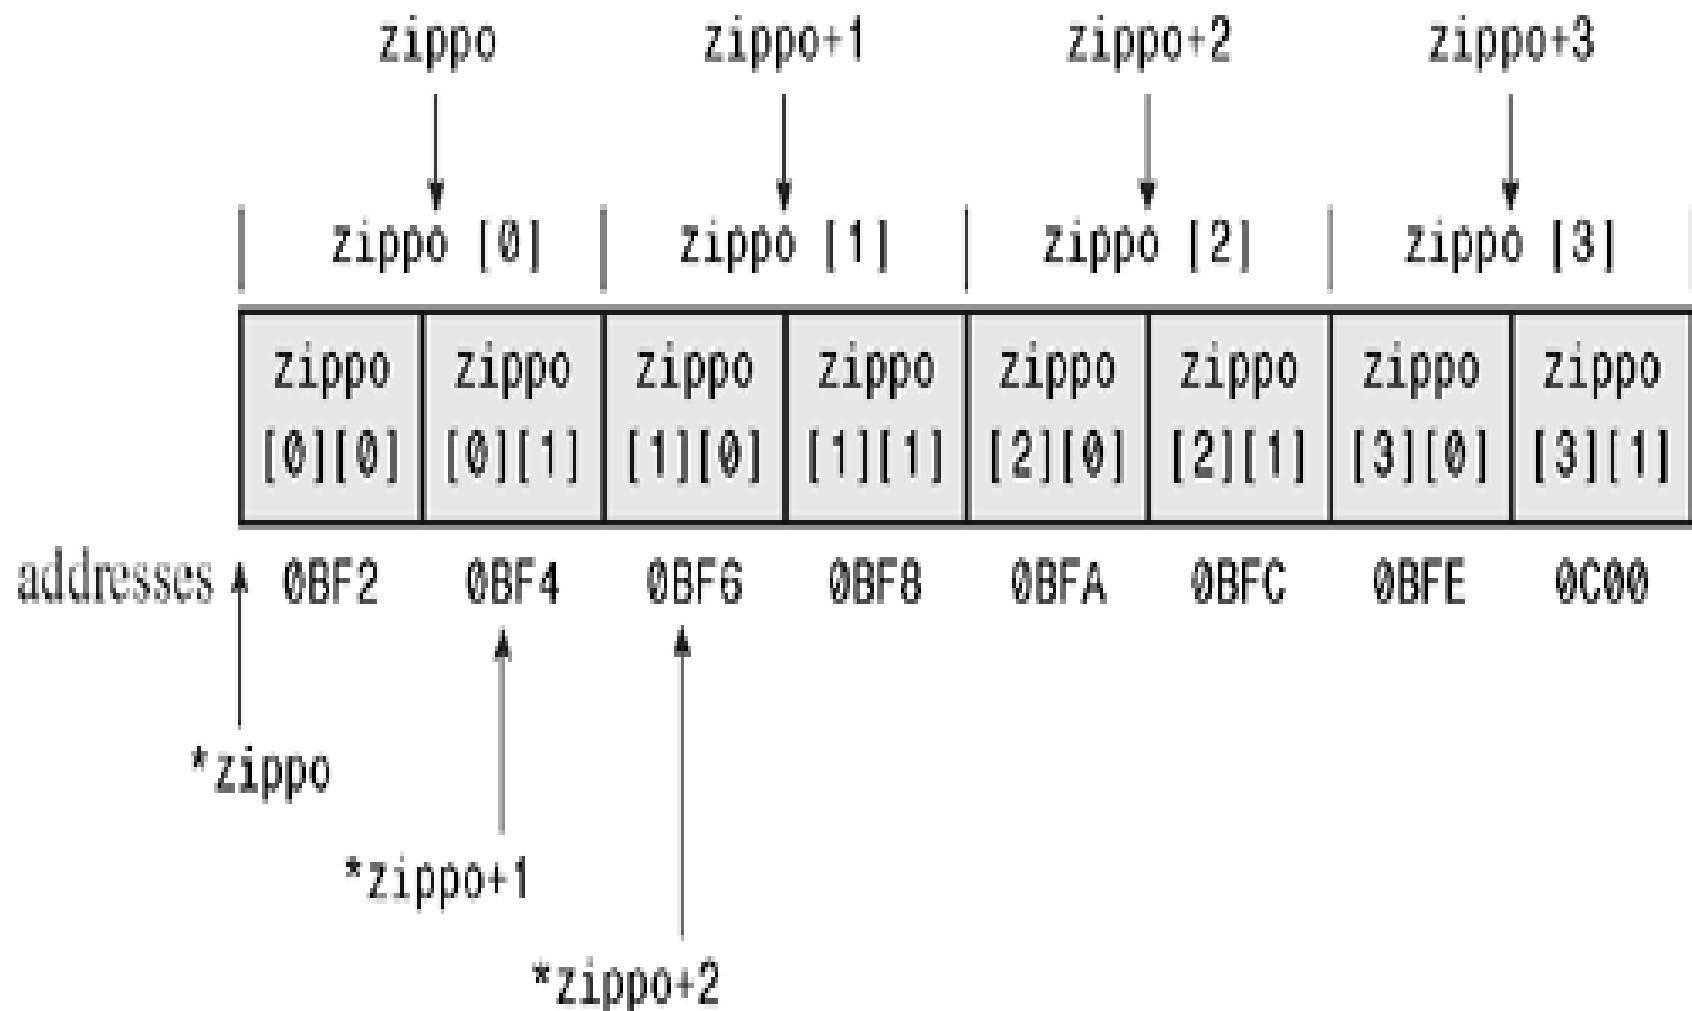 zippo zippo+1 zippo+2 zippo+3
zippo [0] zippo [1] zippo [2] zippo [3]
zippo zippo zippo zippo zippo zippo zippo zippo
[0][0] [0][1] [1][0] [1][1] [2][0] [2][1] [3][0] [3][1]
addresses 0BF2 0BF4 0BF6 0BF8 0BFA 0BFC 0BFE 0C00
*zippo
*zippo+1
*zippo+2